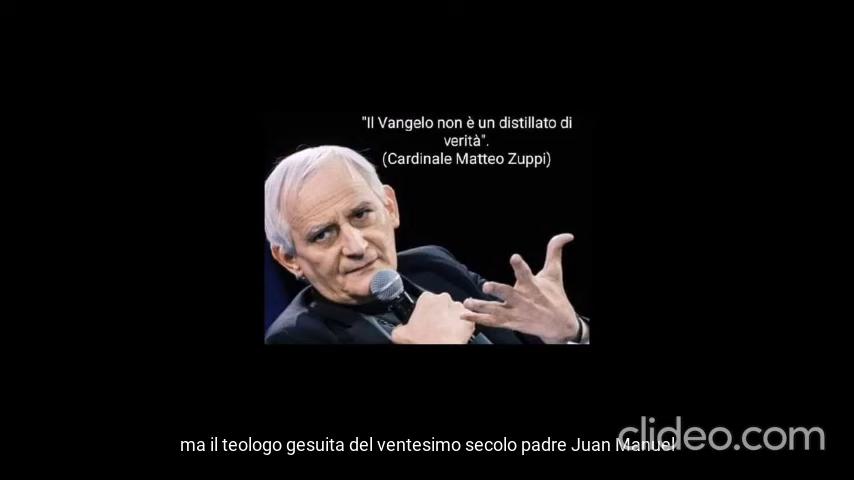 "Il Vangelo non è un distillato di
verità".
(Cardinale Matteo Zuppi)
ma il teologo gesuita del ventesimo secolo padre Juan Manuel
clideo.com